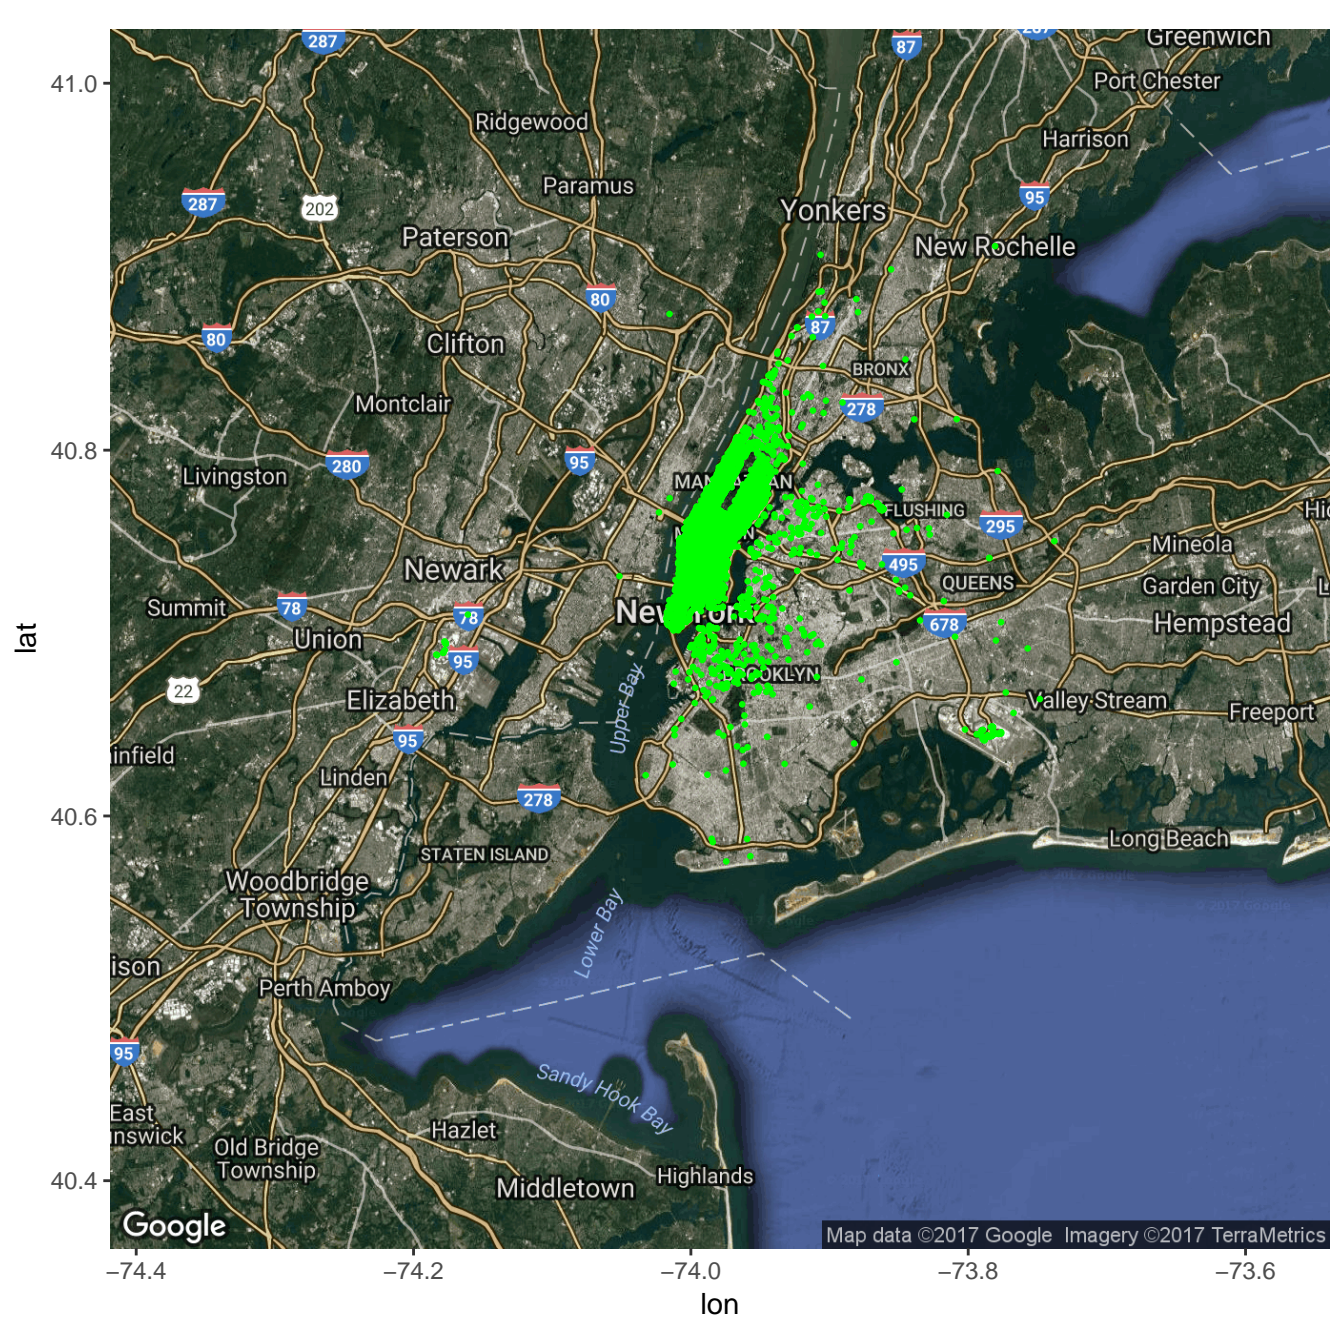 287
87
Greenwich
41.0
Port Chester
Ridgewood
Harrison
Paramus
287
202
95
Yonkers
Paterson
New Rochelle
80
87
80
Clifton
BRONX
Montclair
278
40.8
95
280
Livingston
FLUSHING
295
Mineola
495
Newark
QUEENS
Garden City
Summit
78
78
678
Hempstead
Union
lat
95
BROOKLYN
22
Elizabeth
Valley Stream
Freeport
Upper Bay
95
infield
Linden
278
40.6
Long Beach
STATEN ISLAND
Woodbridge
Township
Lower Bay
ison
Perth Amboy
95
Sandy Hook Bay
East
nswick
Hazlet
Old Bridge
Township
Highlands
40.4
Middletown
Google
Map data ©2017 Google Imagery ©2017 TerraMetrics
−74.4
−74.2
−74.0
−73.8
−73.6
lon